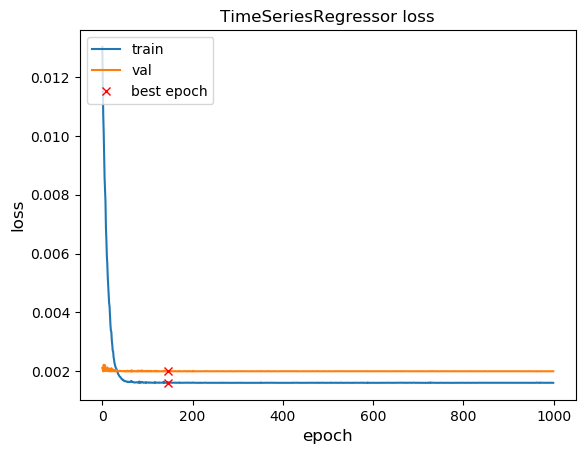 TimeSeriesRegressor loss
train
val
best epoch
0.012
0.010
0.008
0.006
0.004
0.002
loss
0 200 400 600 800 1000
epoch